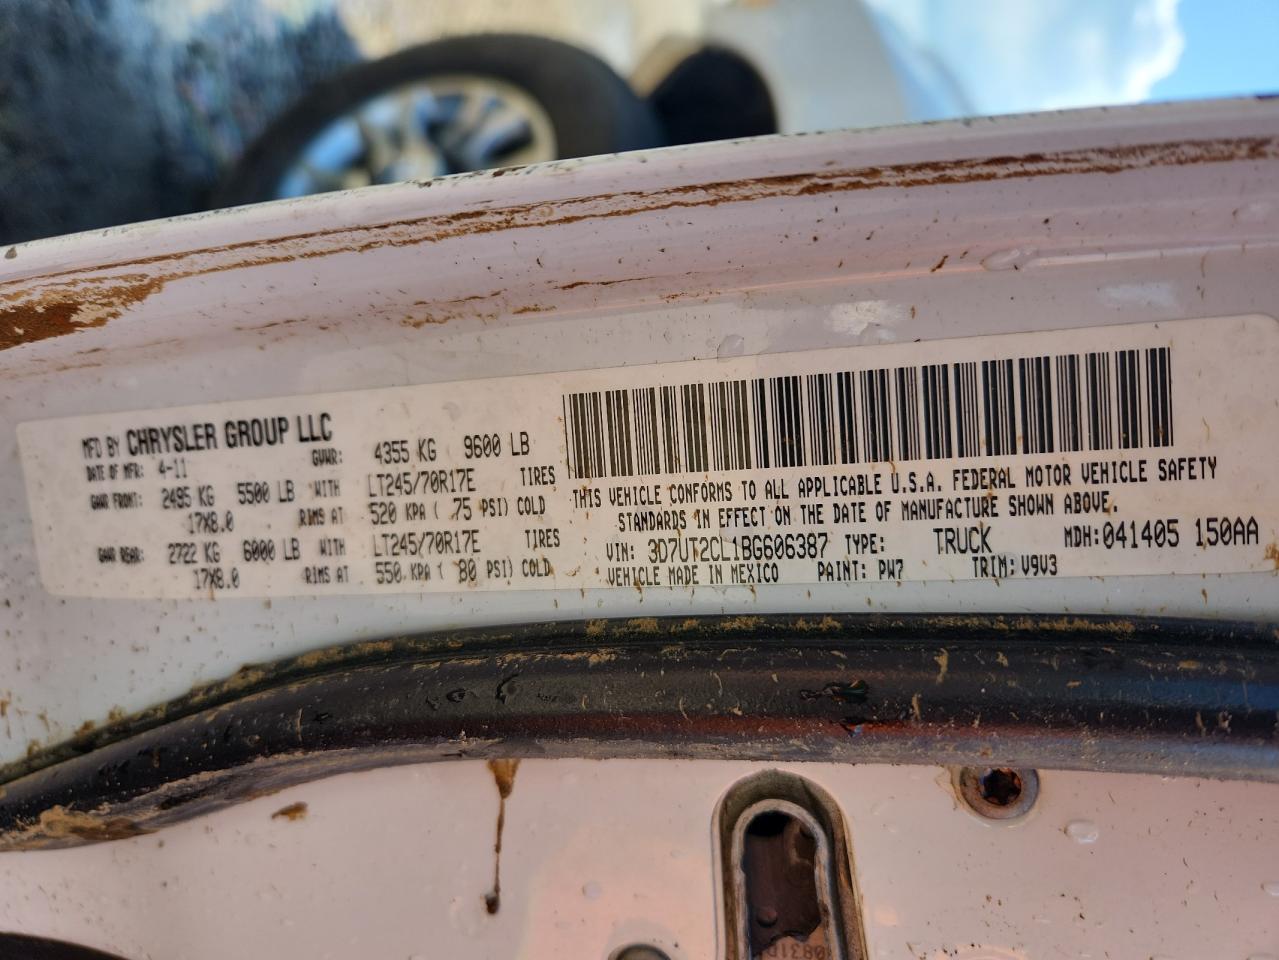 MFD BY CHRYSLER GROUP LLC
DATE OF MFR: 4-11 GVWR: 4355 KG 9600 LB
GAWR FRONT: 2495 KG 5500 LB WITH LT245/70R17E TIRES
17X8.0 RIMS AT 520 KPA ( 75 PSI) COLD
GAWR REAR: 2722 KG 6000 LB WITH LT245/70R17E TIRES
17X8.0 RIMS AT 550 KPA ( 80 PSI) COLD
THIS VEHICLE CONFORMS TO ALL APPLICABLE U.S.A. FEDERAL MOTOR VEHICLE SAFETY
STANDARDS IN EFFECT ON THE DATE OF MANUFACTURE SHOWN ABOVE.
VIN: 3D7UT2CL1BG606387 TYPE: TRUCK MDH: 041405 150AA
VEHICLE MADE IN MEXICO PAINT: PW7 TRIM: V9V3